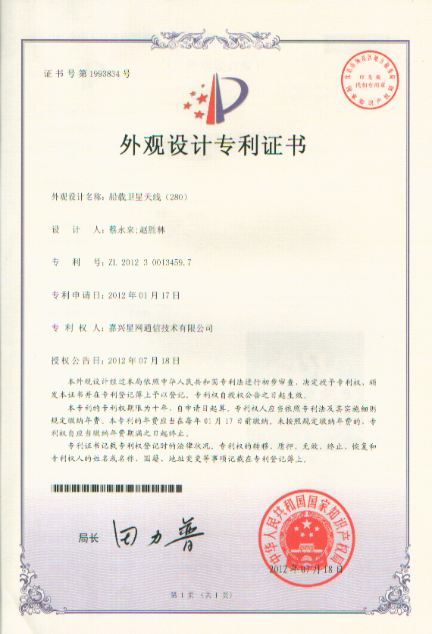 证书号第1993834号
外观设计专利证书
外观设计名称：船载卫星天线（280）
设 计 人：蔡永来;赵胜林
专 利 号：ZL 2012 3 0013459.7
专利申请日：2012年01月17日
专利权人：嘉兴星网通信技术有限公司
授权公告日：2012年07月18日
本外观设计经过本局依照中华人民共和国专利法进行初步审查，决定授予专利权，颁
发本证书并在专利登记簿上予以登记。专利权自授权公告之日起生效。
本专利的专利权期限为十年，自申请日起算。专利权人应当依照专利法及其实施细则
规定缴纳年费。本专利的年费应当在每年01月17日前缴纳。未按照规定缴纳年费的，专利
权自应当缴纳年费期满之日起终止。
专利证书记载专利权登记时的法律状况。专利权的转移、质押、无效、终止、恢复和
专利权人的姓名或名称、国籍、地址变更等事项记载在专利登记簿上。
局长
田力普
中华人民共和国国家知识产权局
2012年07月18日
第1页（共1页）